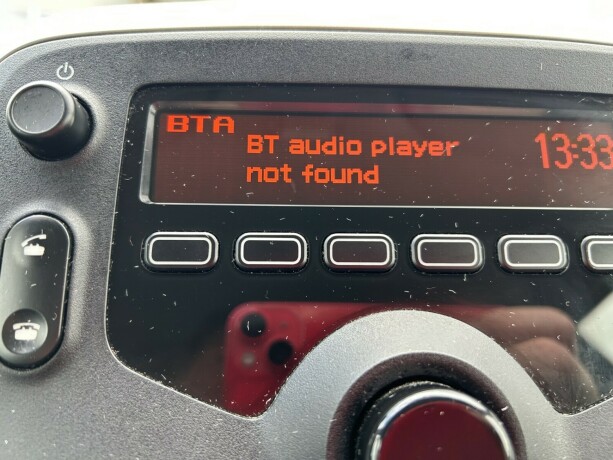 BTA
BT audio player
not found
13:33